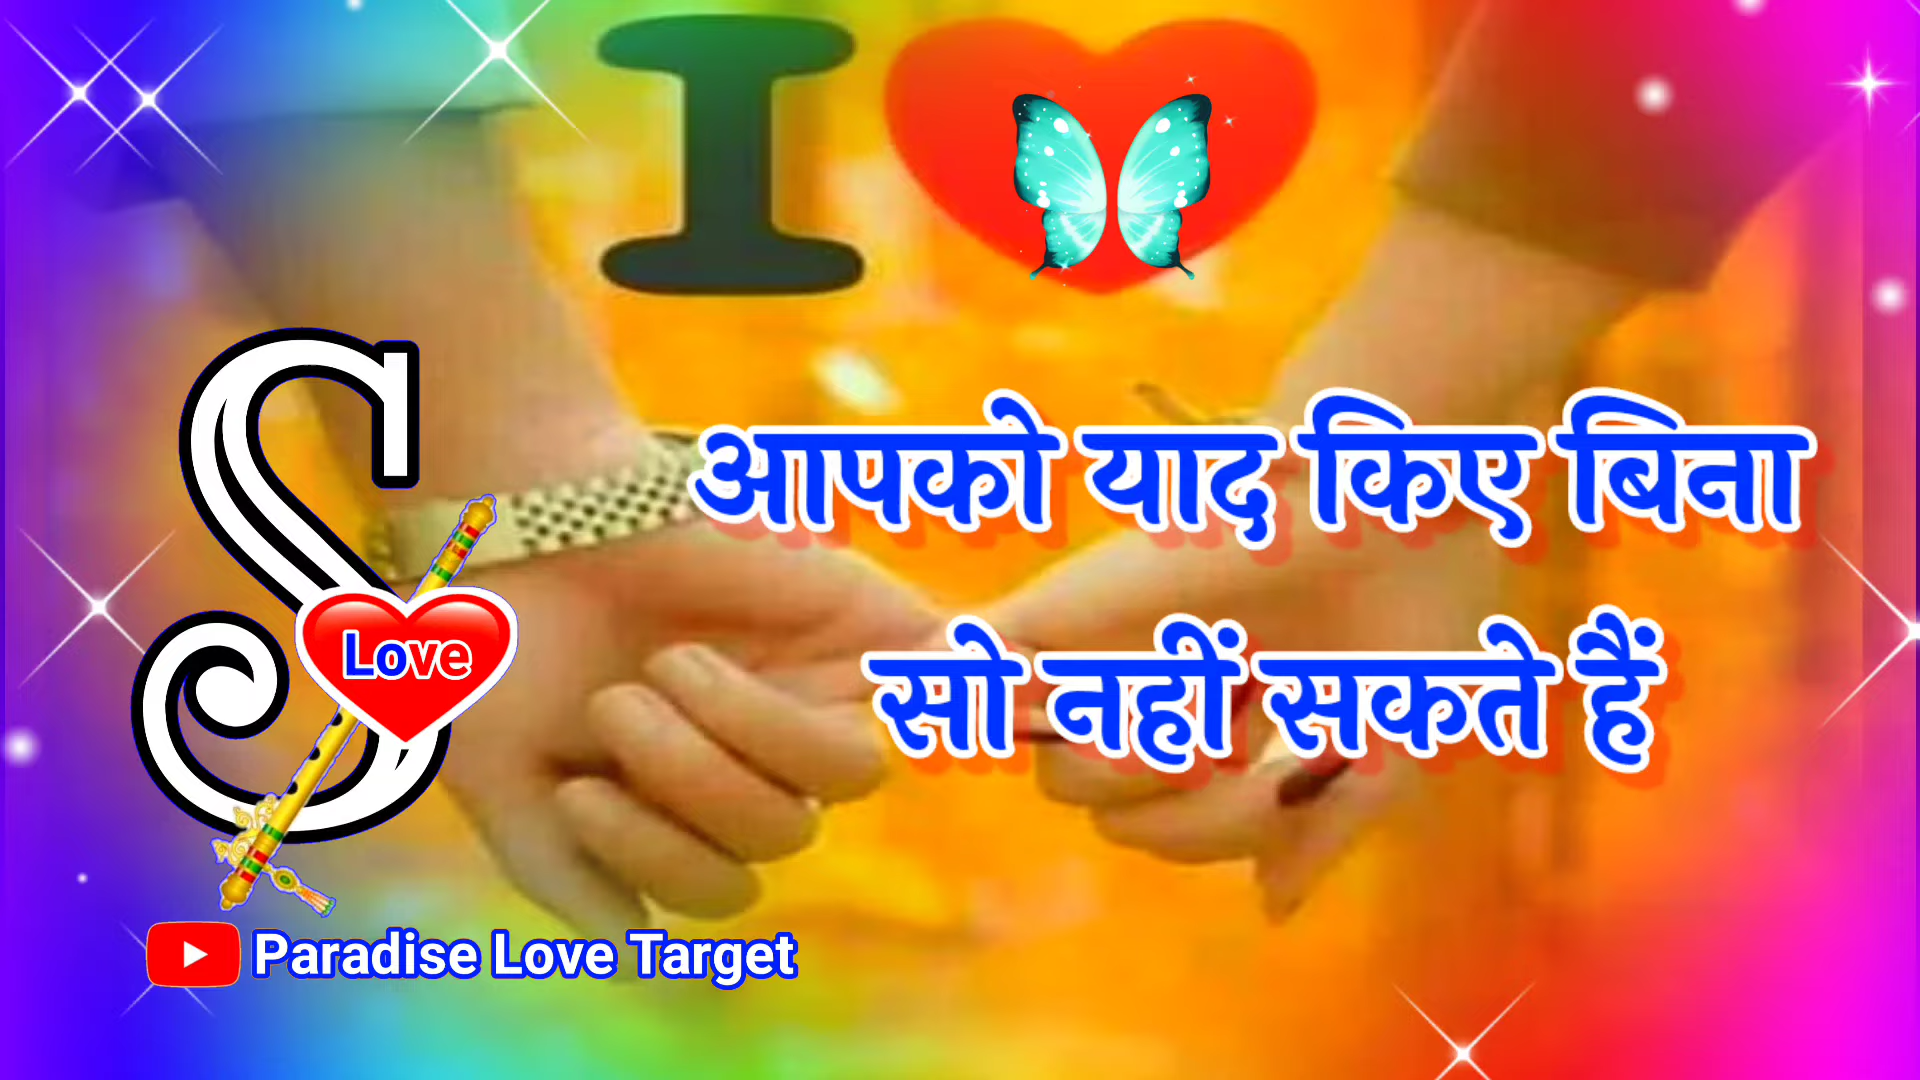 I
S
Love
आपको याद किए बिना
सो नहीं सकते हैं
Paradise Love Target